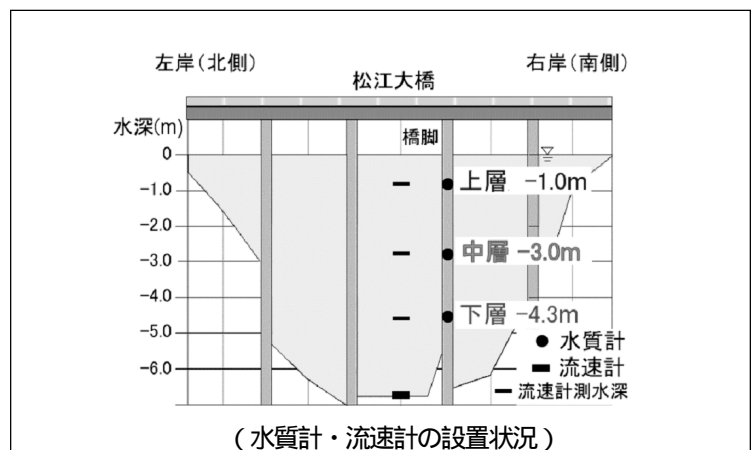 左岸(北側)
右岸(南側)
松江大橋
水深(m)
橋脚
0
上層 -1.0m
-1.0
-2.0
中層 -3.0m
-3.0
-4.0
下層 -4.3m
-5.0
● 水質計
-6.0
流速計
流速計測水深
(水質計・流速計の設置状況)